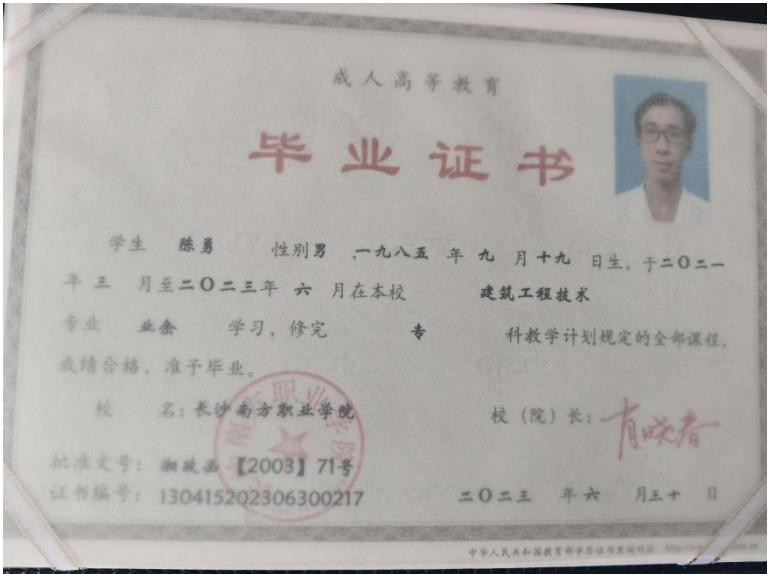 成人高等教育
毕业证书
学生 陈勇 性别 男 、一九八五 年 九 月 十九 日生，于二〇二一
年 三 月至二〇二三年 六 月在本校 建筑工程技术
专业 业余 学习，修完 专 科教学计划规定的全部课程，
成绩合格，准予毕业。
校 名：长沙南方职业学院 校（院）长：肖晓春
批准文号：湘政函【2003】71号
证书编号：130415202306300217 二〇二三 年 六 月三十 日
中华人民共和国教育部学历证书查询网址：